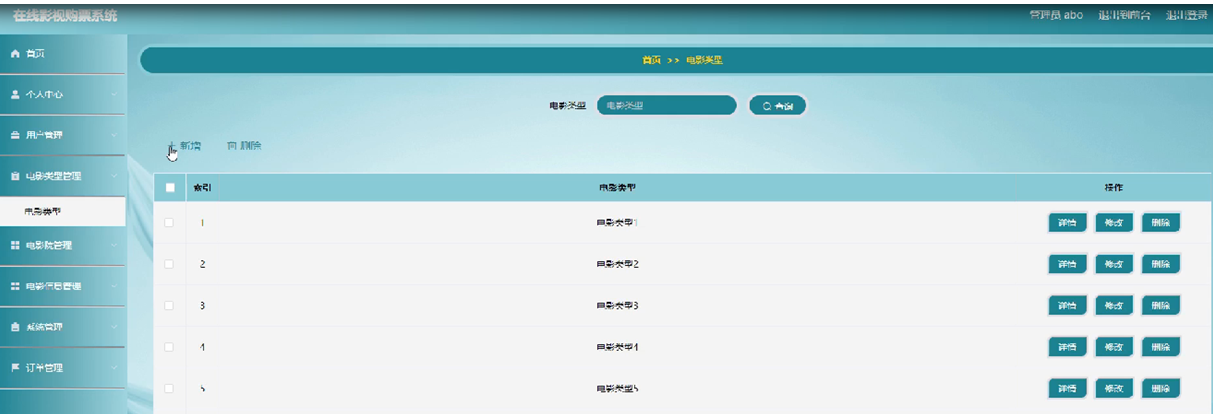 在线影视购票系统
管理员 abo 退出到前台 退出登录
首页
个人中心
用户管理
电影类型管理
电影类型
电影院管理
电影信息管理
系统管理
订单管理
首页 >> 电影类型
电影类型 电影类型 查询
新增 删除
索引 电影类型 操作
1 电影类型1 详情 修改 删除
2 电影类型2 详情 修改 删除
3 电影类型3 详情 修改 删除
4 电影类型4 详情 修改 删除
5 电影类型5 详情 修改 删除